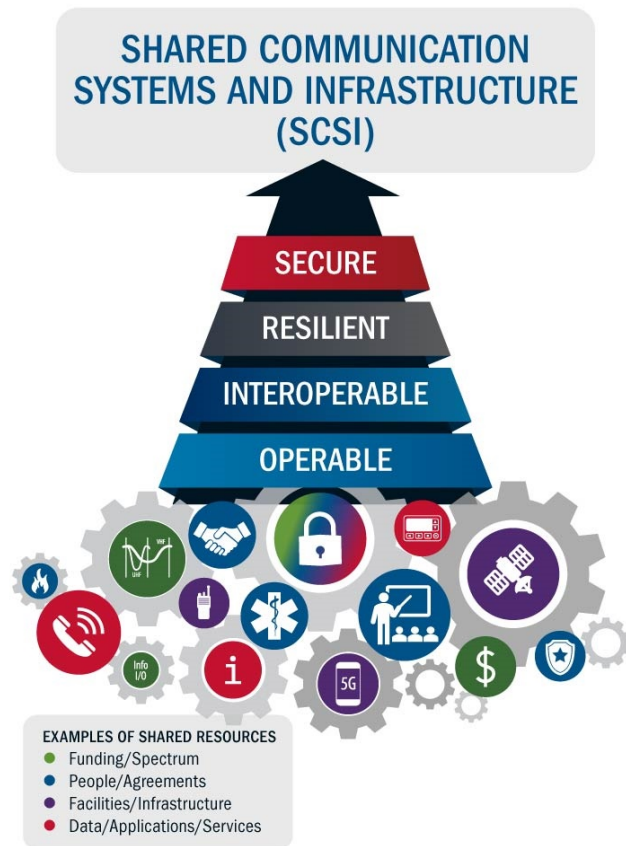 SHARED COMMUNICATION
SYSTEMS AND INFRASTRUCTURE
(SCSI)
SECURE
RESILIENT
INTEROPERABLE
OPERABLE
VHF
UHF
Info
I/O
i
5G
$
EXAMPLES OF SHARED RESOURCES
Funding/Spectrum
People/Agreements
Facilities/Infrastructure
Data/Applications/Services